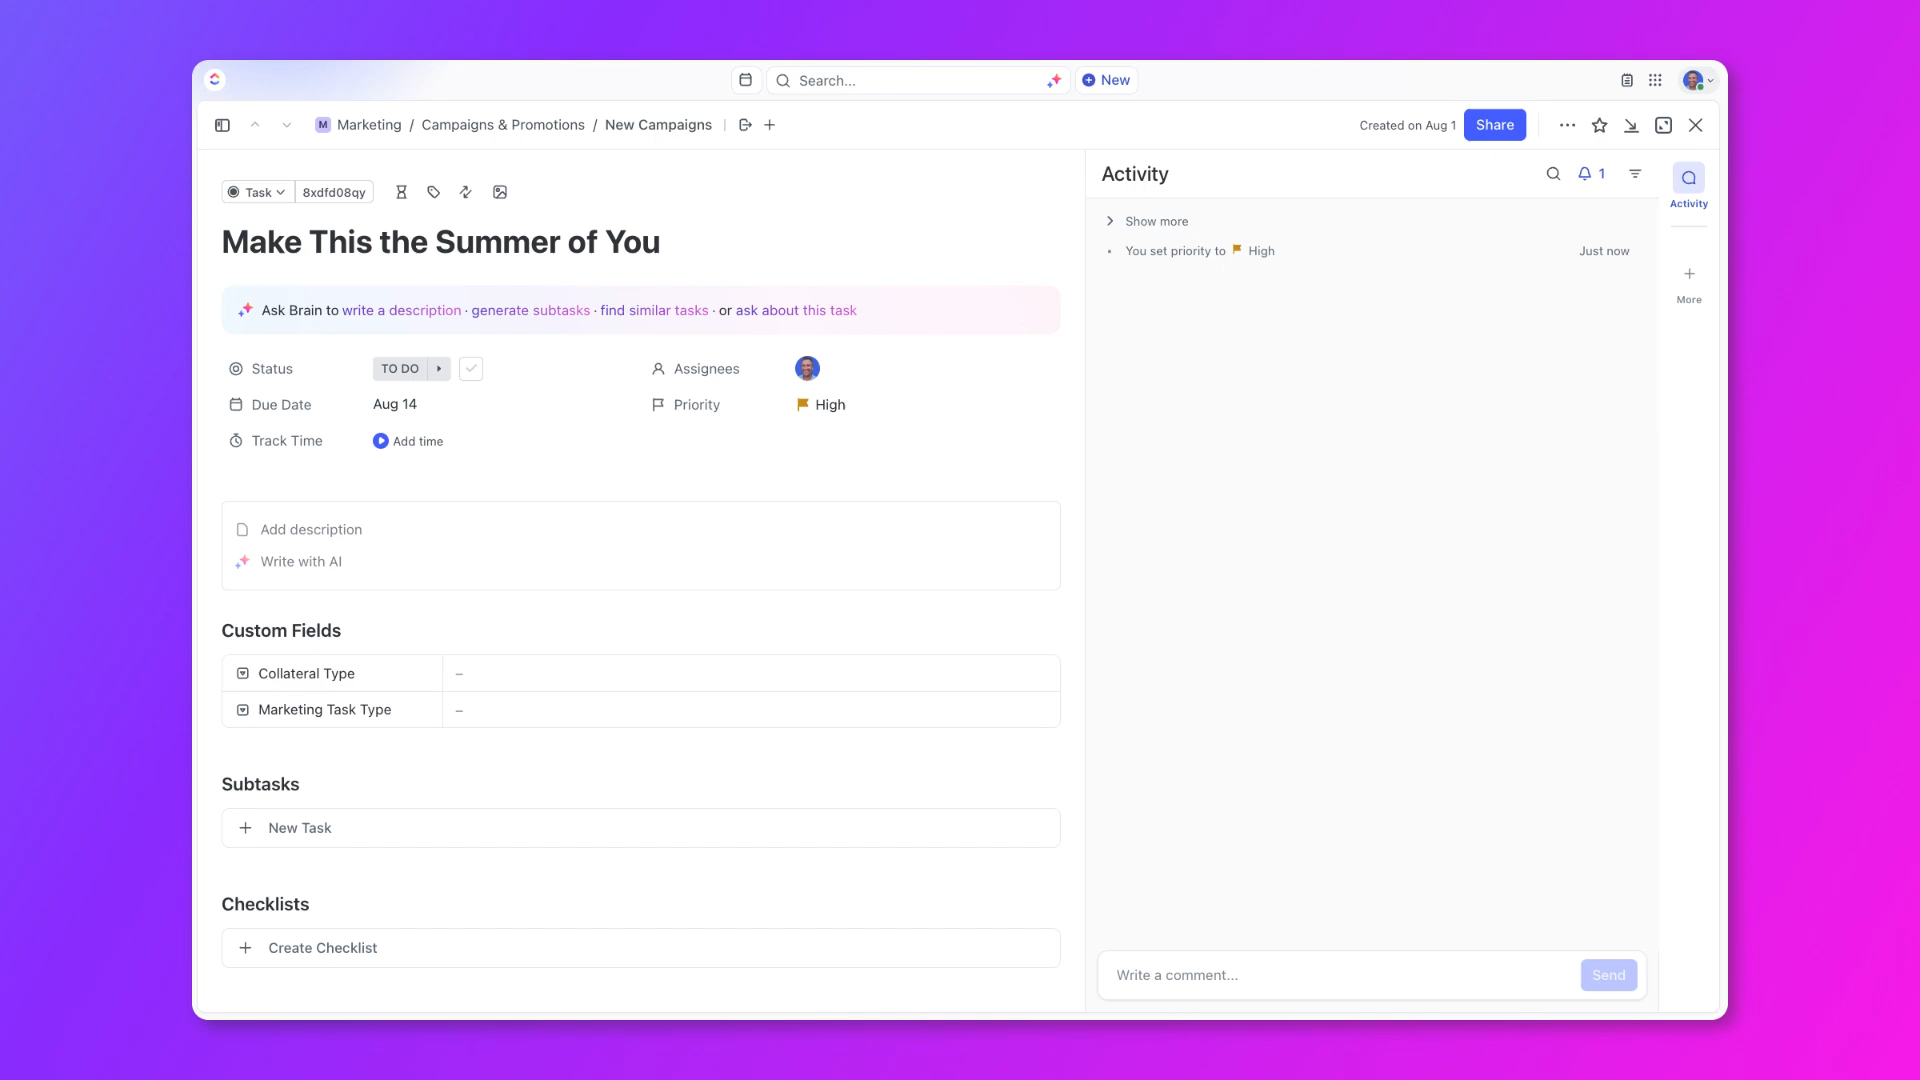 Search...
New
M Marketing / Campaigns & Promotions / New Campaigns
Created on Aug 1
Share
Task
8xdfd08qy
Make This the Summer of You
Ask Brain to write a description · generate subtasks · find similar tasks · or ask about this task
Status
TO DO
Assignees
Due Date
Aug 14
Priority
High
Track Time
Add time
Add description
Write with AI
Custom Fields
Collateral Type
–
Marketing Task Type
–
Subtasks
New Task
Checklists
Create Checklist
Activity
1
Show more
• You set priority to High
Just now
Write a comment...
Send
Activity
More